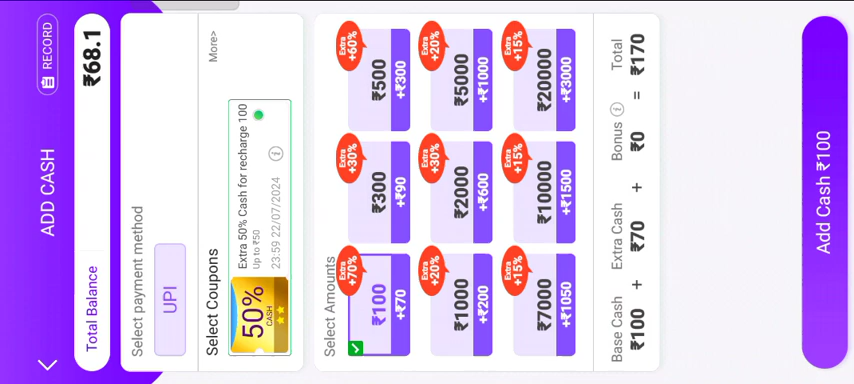 ADD CASH
RECORD
Total Balance
₹68.1
Select payment method
UPI
Select Coupons
More>
50%
CASH
Extra 50% Cash for recharge 100
Up to ₹50
23:59 22/07/2024
Select Amounts
Extra +70%
₹100
+₹70
Extra +30%
₹300
+₹90
Extra +60%
₹500
+₹300
Extra +20%
₹1000
+₹200
Extra +30%
₹2000
+₹600
Extra +20%
₹5000
+₹1000
Extra +15%
₹7000
+₹1050
Extra +15%
₹10000
+₹1500
Extra +15%
₹20000
+₹3000
Base Cash Extra Cash Bonus Total
₹100 + ₹70 + ₹0 = ₹170
Add Cash ₹100